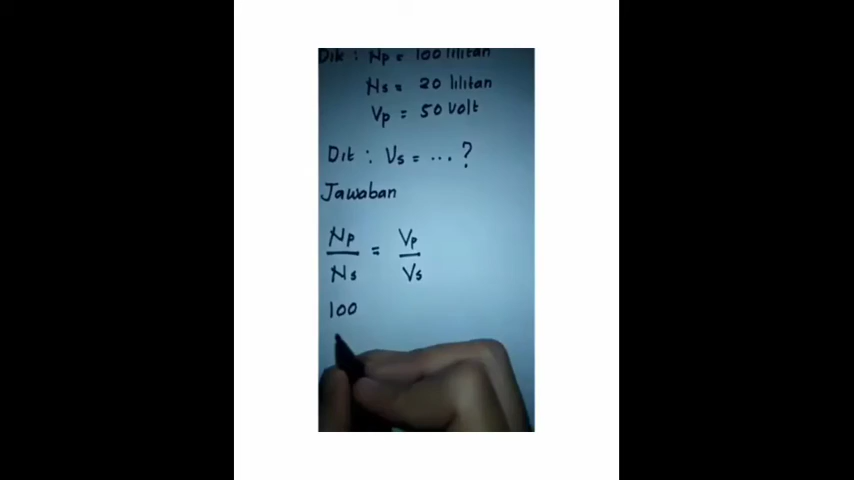 Dik : Np = 100 lilitan
Ns = 20 lilitan
Vp = 50 Volt
Dit : Vs = ... ?
Jawaban
Np/Ns = Vp/Vs
100